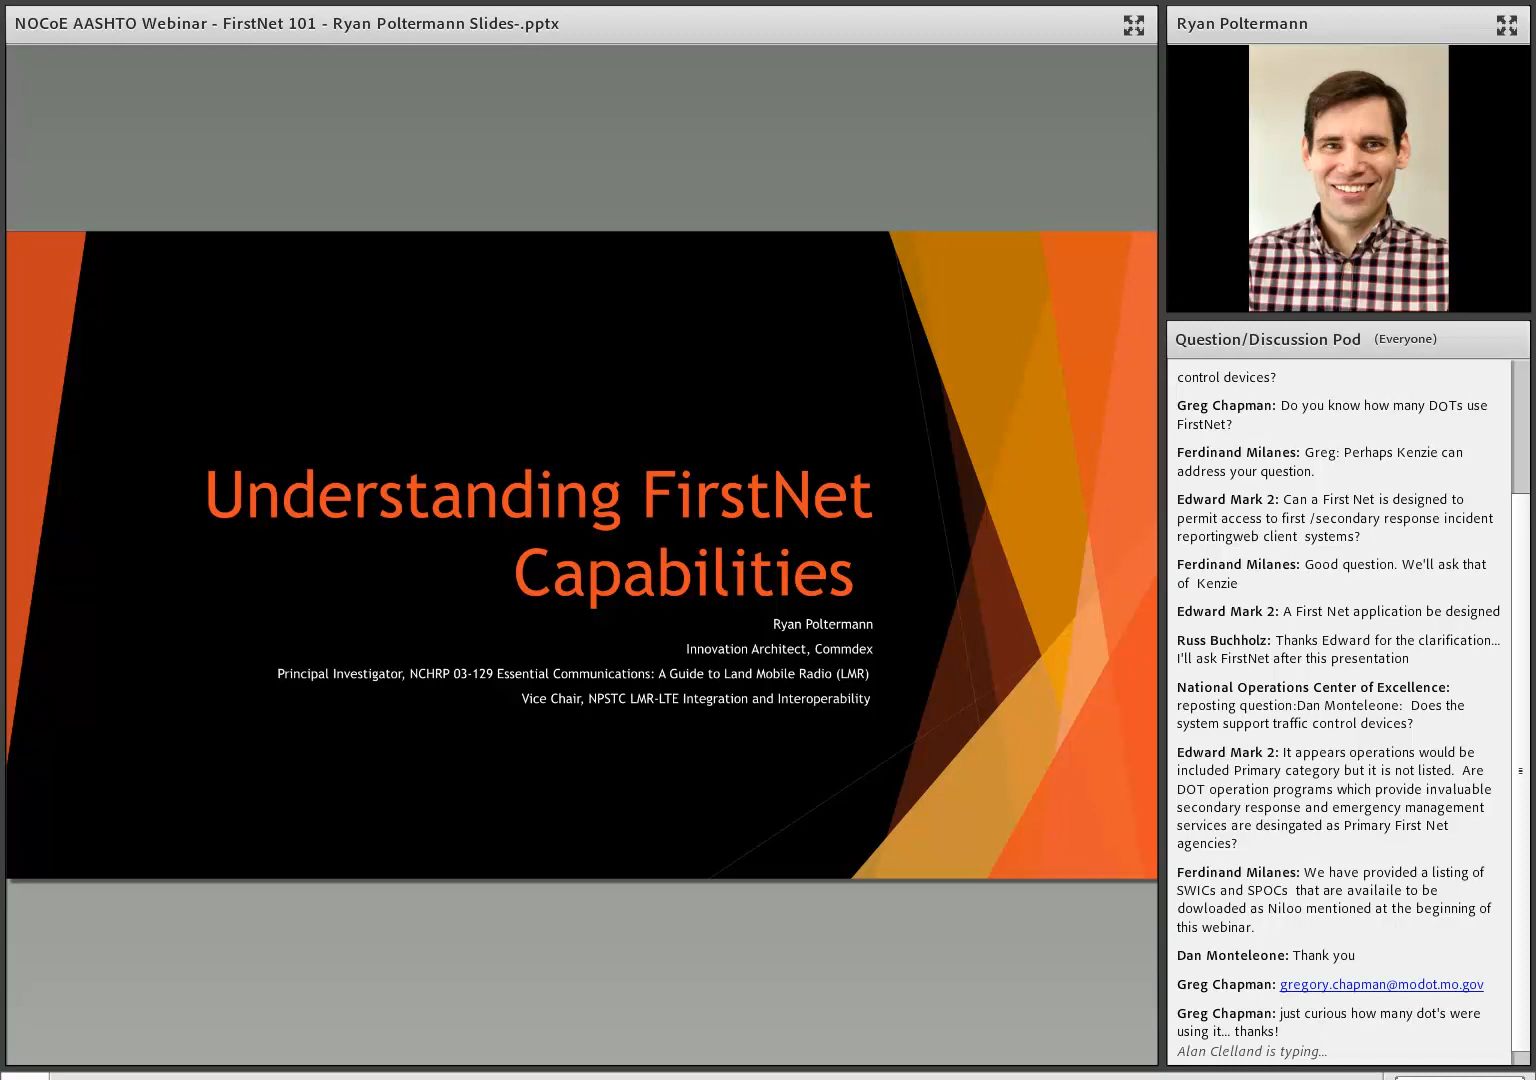 NOCoE AASHTO Webinar - FirstNet 101 - Ryan Poltermann Slides-.pptx
Understanding FirstNet
Capabilities
Ryan Poltermann
Innovation Architect, Commdex
Principal Investigator, NCHRP 03-129 Essential Communications: A Guide to Land Mobile Radio (LMR)
Vice Chair, NPSTC LMR-LTE Integration and Interoperability
Ryan Poltermann
Question/Discussion Pod (Everyone)
control devices?
Greg Chapman: Do you know how many DOTs use
FirstNet?
Ferdinand Milanes: Greg: Perhaps Kenzie can
address your question.
Edward Mark 2: Can a First Net is designed to
permit access to first /secondary response incident
reportingweb client  systems?
Ferdinand Milanes: Good question. We'll ask that
of  Kenzie
Edward Mark 2: A First Net application be designed
Russ Buchholz: Thanks Edward for the clarification...
I'll ask FirstNet after this presentation
National Operations Center of Excellence:
reposting question:Dan Monteleone:  Does the
system support traffic control devices?
Edward Mark 2: It appears operations would be
included Primary category but it is not listed.  Are
DOT operation programs which provide invaluable
secondary response and emergency management
services are desingated as Primary First Net
agencies?
Ferdinand Milanes: We have provided a listing of
SWICs and SPOCs  that are availaile to be
dowloaded as Niloo mentioned at the beginning of
this webinar.
Dan Monteleone: Thank you
Greg Chapman: gregory.chapman@modot.mo.gov
Greg Chapman: just curious how many dot's were
using it... thanks!
Alan Clelland is typing...